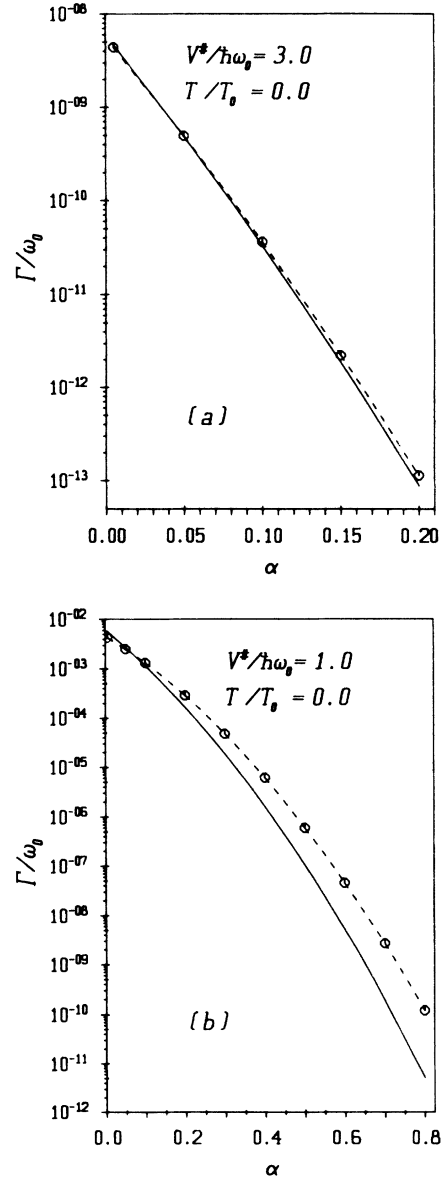 10⁻⁰⁸
V^#/ħω₀ = 3.0
T/T₀ = 0.0
10⁻⁰⁹
10⁻¹⁰
Γ/ω₀
10⁻¹¹
10⁻¹²
(a)
10⁻¹³
0.00 0.05 0.10 0.15 0.20
α
10⁻⁰²
V^#/ħω₀ = 1.0
10⁻⁰³
T/T₀ = 0.0
10⁻⁰⁴
10⁻⁰⁵
10⁻⁰⁶
Γ/ω₀
10⁻⁰⁷
10⁻⁰⁸
10⁻⁰⁹
10⁻¹⁰
(b)
10⁻¹¹
10⁻¹²
0.0 0.2 0.4 0.6 0.8
α